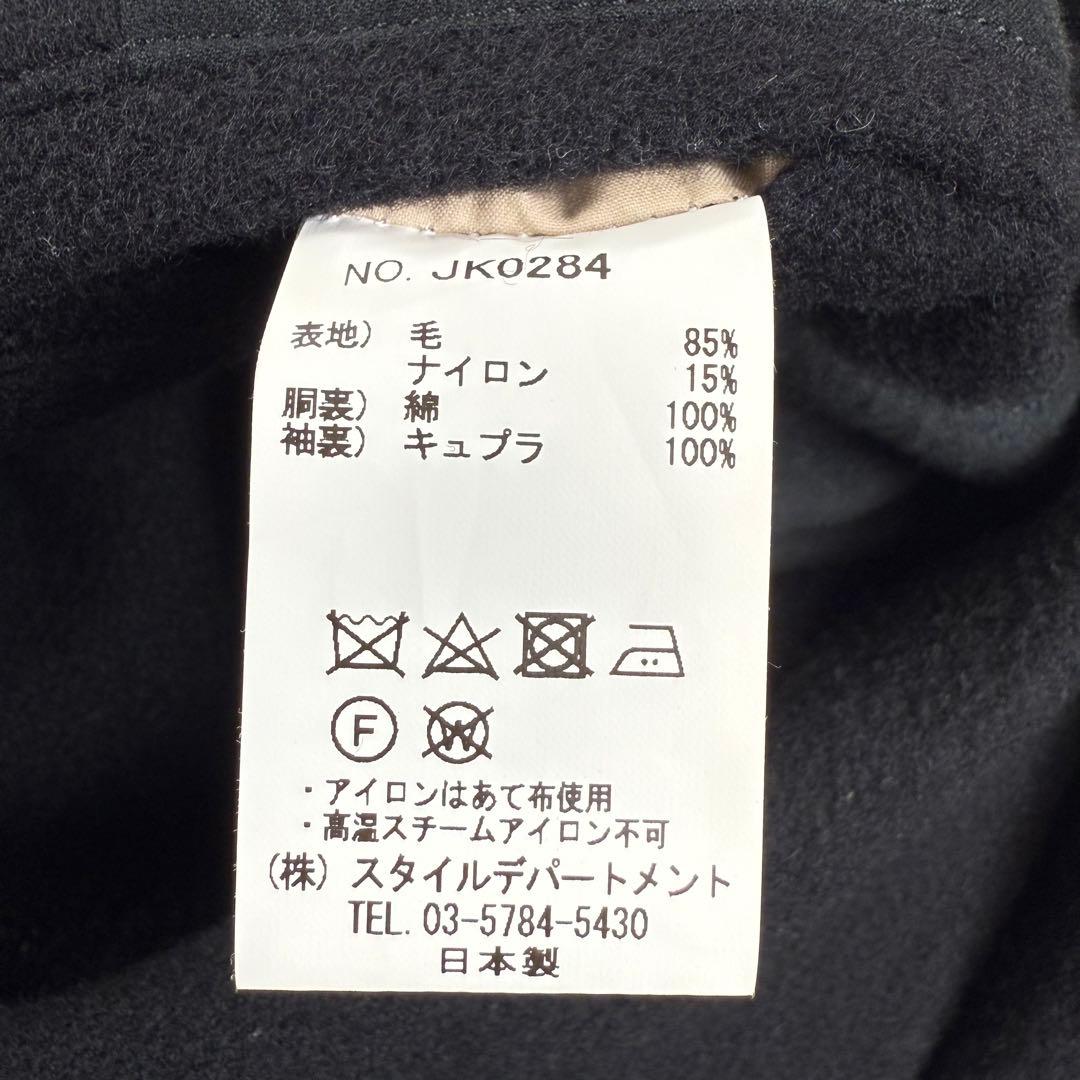 NO. JK0284
表地) 毛 85%
ナイロン 15%
胴裏) 綿 100%
袖裏) キュプラ 100%
F W
・アイロンはあて布使用
・高温スチームアイロン不可
(株) スタイルデパートメント
TEL. 03-5784-5430
日本製